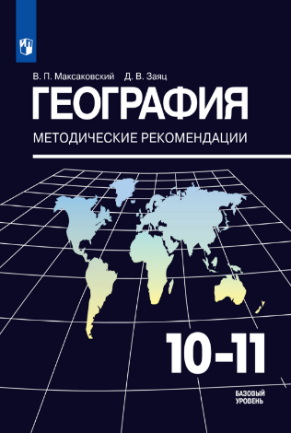 В. П. Максаковский Д. В. Заяц
ГЕОГРАФИЯ
МЕТОДИЧЕСКИЕ РЕКОМЕНДАЦИИ
10–11
БАЗОВЫЙ
УРОВЕНЬ